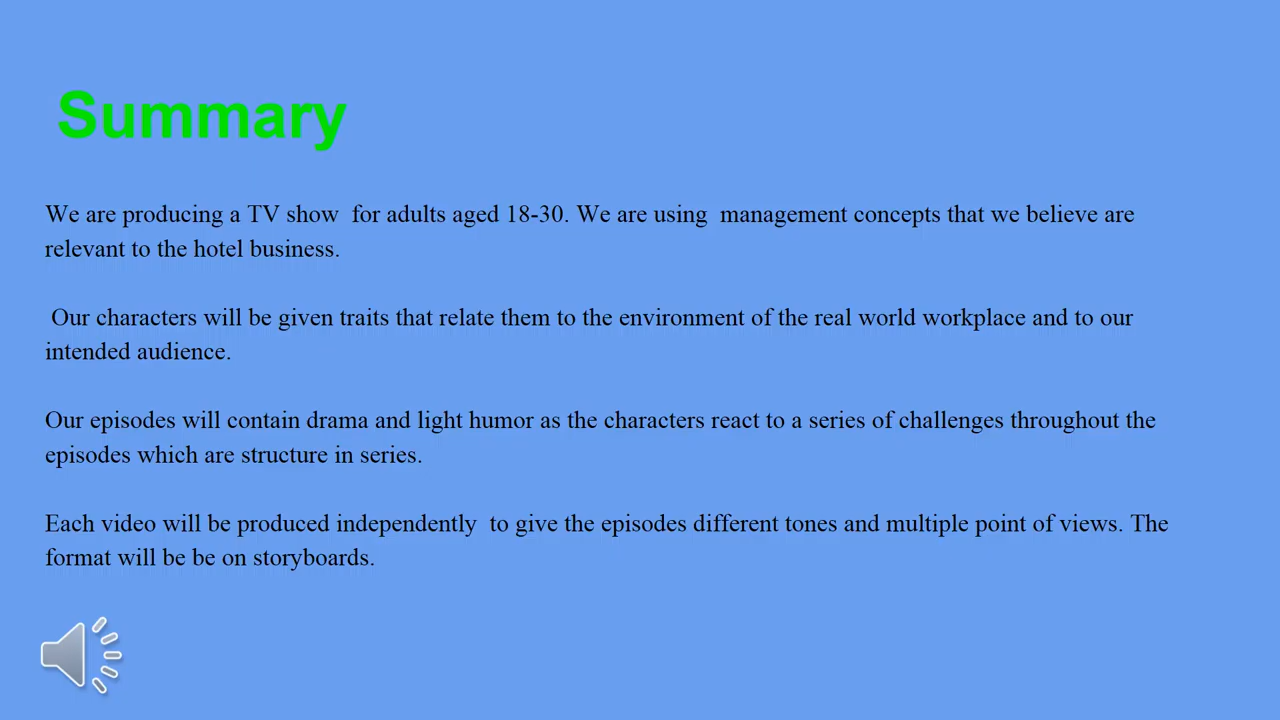 Summary
We are producing a TV show  for adults aged 18-30. We are using  management concepts that we believe are
relevant to the hotel business.
Our characters will be given traits that relate them to the environment of the real world workplace and to our
intended audience.
Our episodes will contain drama and light humor as the characters react to a series of challenges throughout the
episodes which are structure in series.
Each video will be produced independently  to give the episodes different tones and multiple point of views. The
format will be be on storyboards.